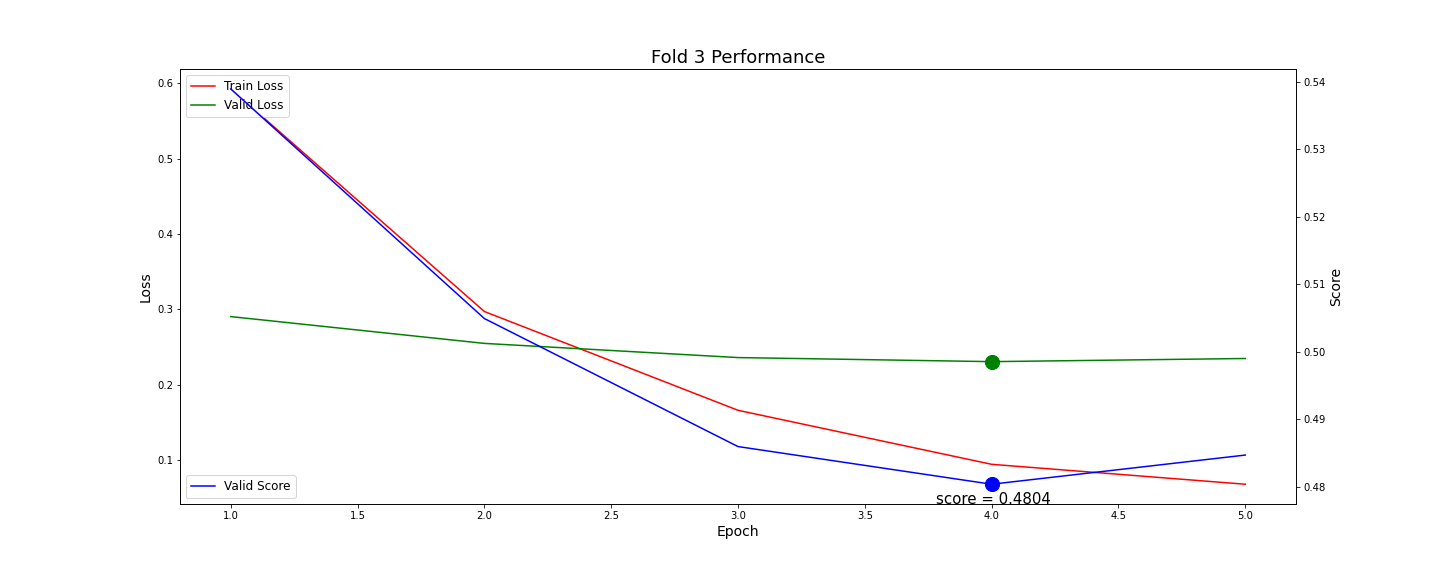 Fold 3 Performance
Train Loss
Valid Loss
0.6
0.5
0.4
0.3
0.2
0.1
Loss
0.54
0.53
0.52
0.51
0.50
0.49
0.48
Score
Valid Score
score = 0.4804
1.0 1.5 2.0 2.5 3.0 3.5 4.0 4.5 5.0
Epoch